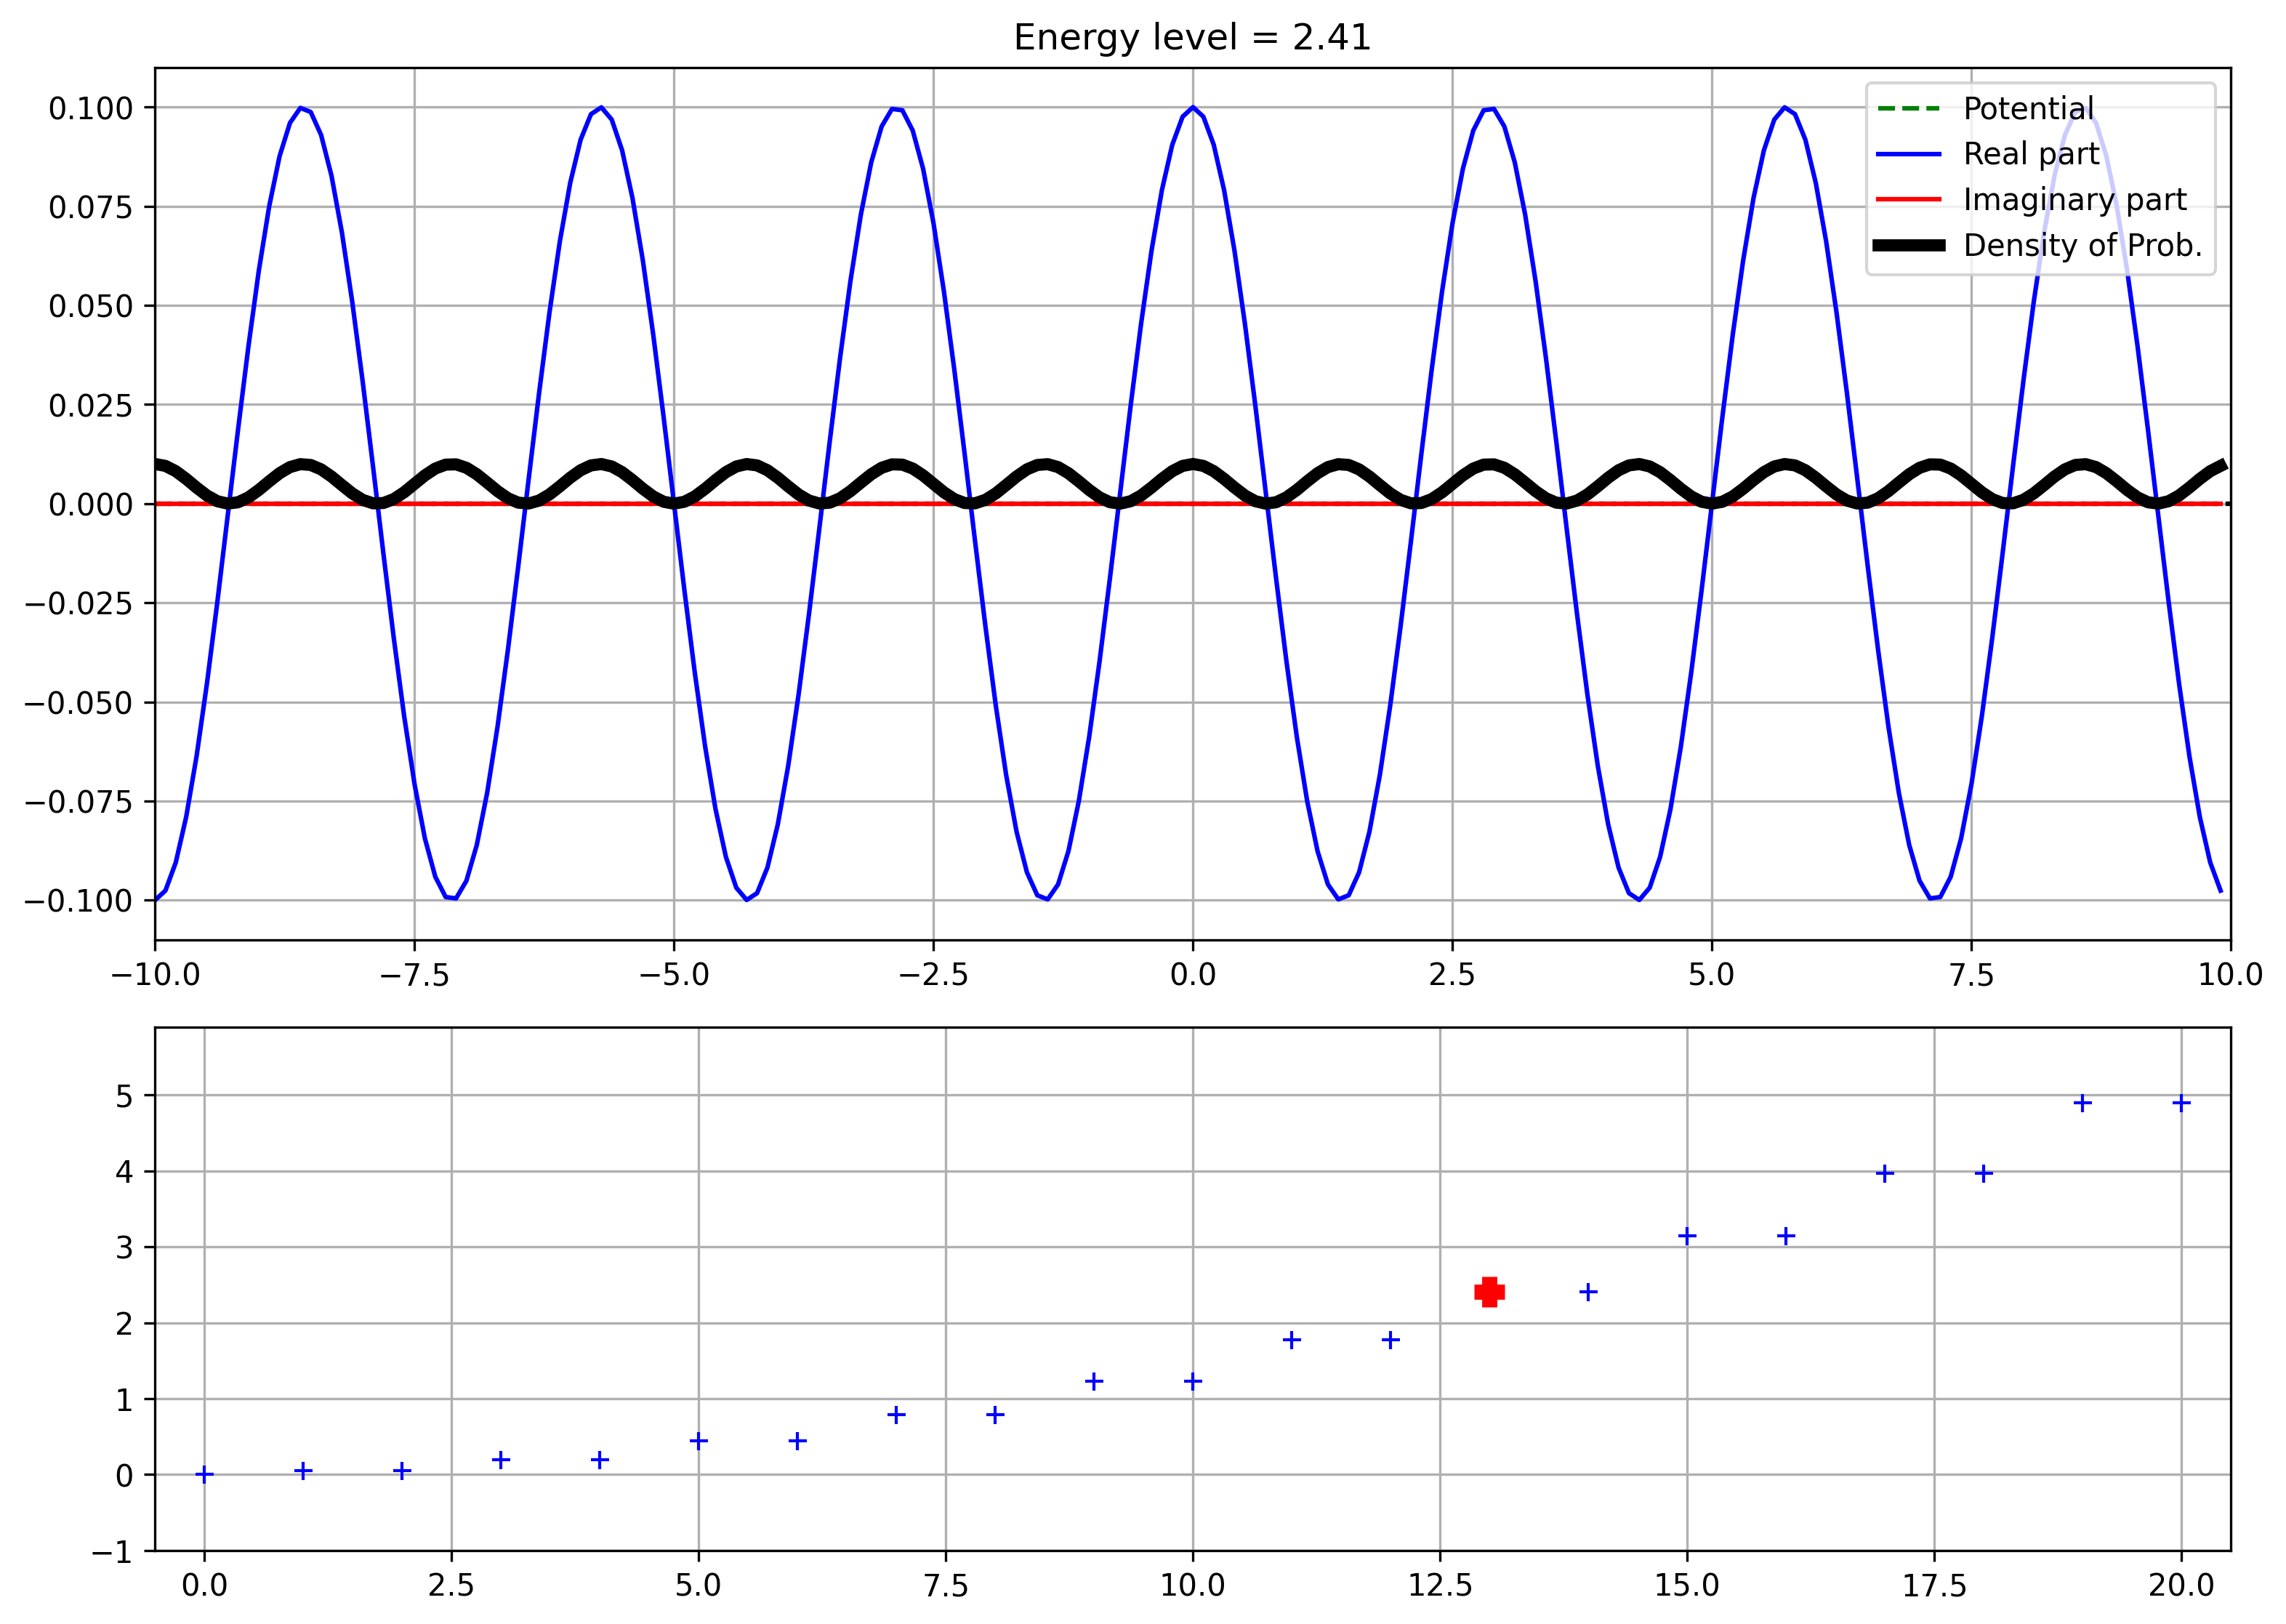 Energy level = 2.41
0.100
0.075
0.050
0.025
0.000
−0.025
−0.050
−0.075
−0.100
Potential
Real part
Imaginary part
Density of Prob.
−10.0 −7.5 −5.0 −2.5 0.0 2.5 5.0 7.5 10.0
5
4
3
2
1
0
−1
0.0 2.5 5.0 7.5 10.0 12.5 15.0 17.5 20.0